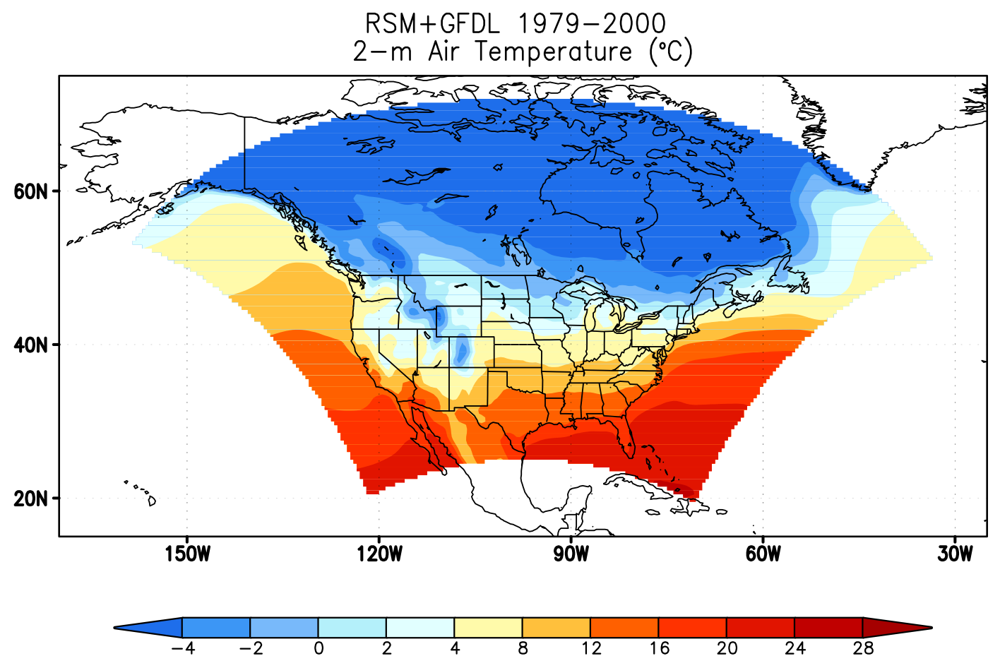 RSM+GFDL 1979−2000
2−m Air Temperature (°C)
60N
40N
20N
150W 120W 90W 60W 30W
−4 −2 0 2 4 8 12 16 20 24 28